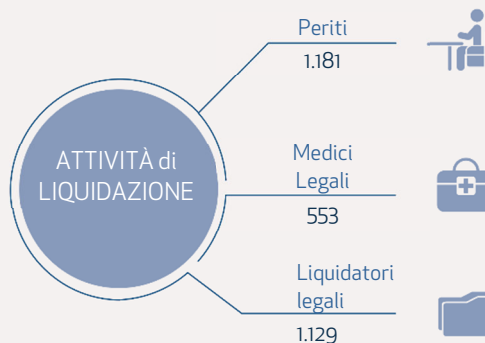 Periti
1.181
ATTIVITÀ di
LIQUIDAZIONE
Medici
Legali
553
Liquidatori
legali
1.129